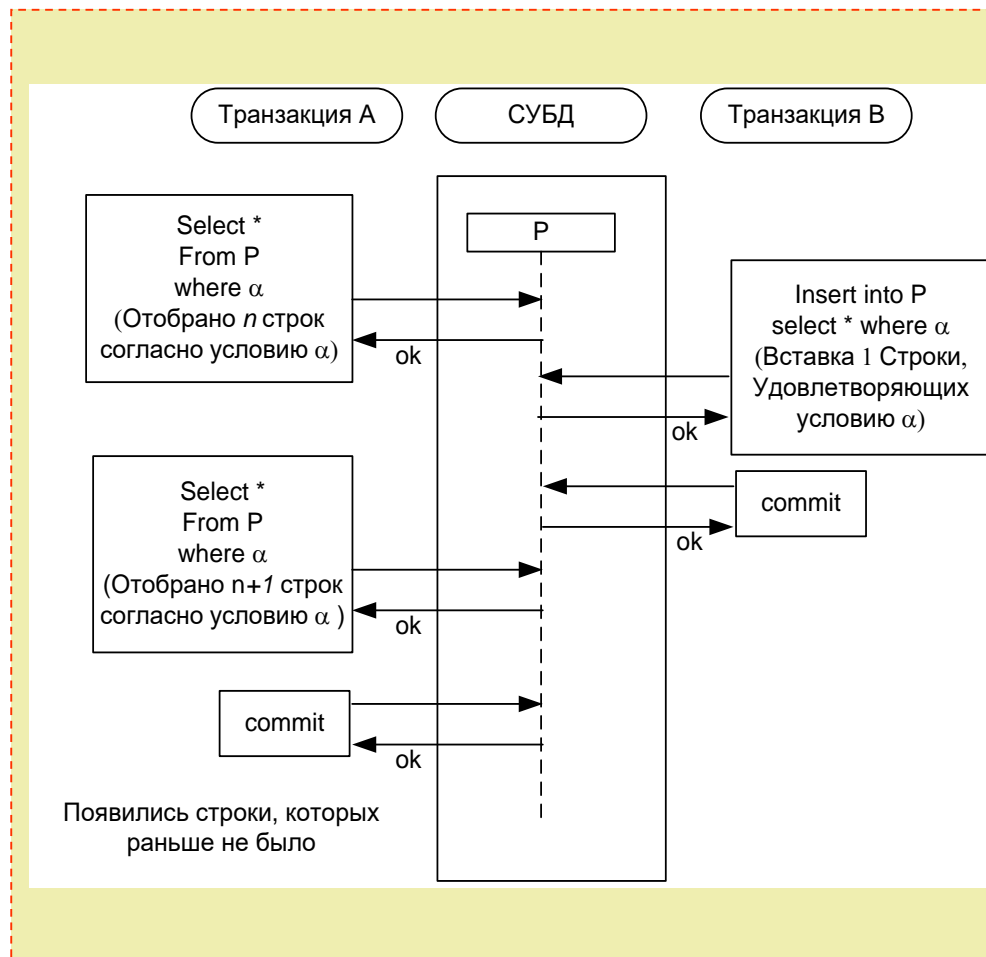 Транзакция А
СУБД
Транзакция В
Select *
From P
where α
(Отобрано n строк
согласно условию α)
P
Insert into P
select * where α
(Вставка 1 Строки,
Удовлетворяющих
условию α)
ok
ok
Select *
From P
where α
(Отобрано n+1 строк
согласно условию α )
commit
ok
ok
commit
ok
Появились строки, которых
раньше не было